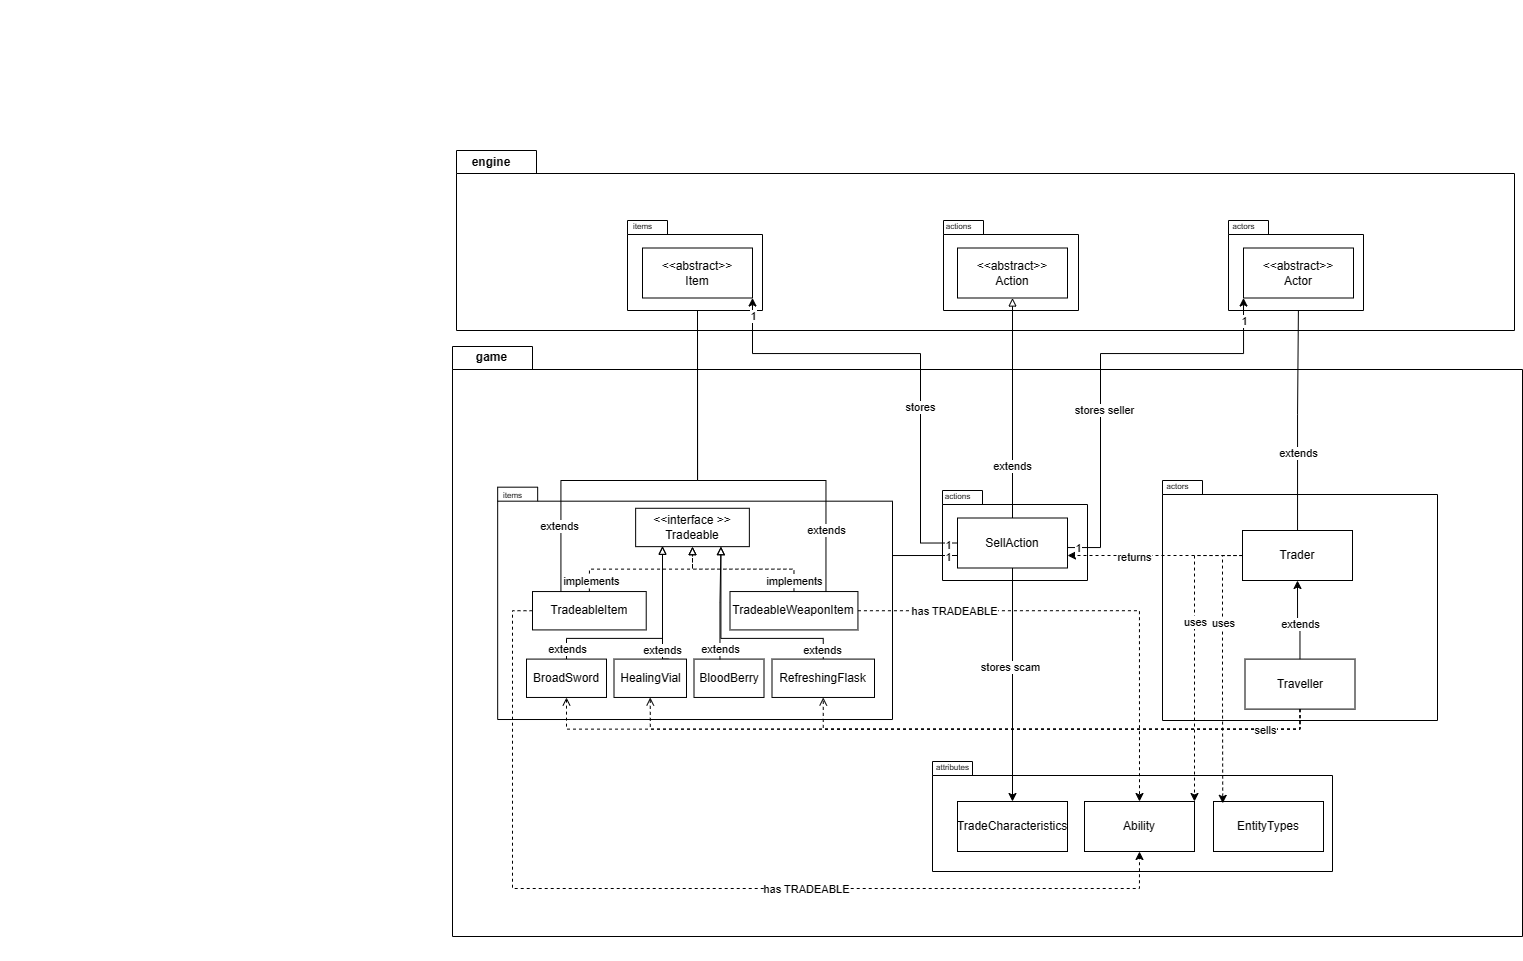 engine
items
actions
actors
<<abstract>>
Item
<<abstract>>
Action
<<abstract>>
Actor
1
1
game
stores
stores seller
extends
extends
items
actions
actors
<<interface >>
Tradeable
extends
extends
SellAction
1
1
1
returns
Trader
implements
implements
TradeableItem
TradeableWeaponItem
has TRADEABLE
uses
uses
extends
extends
extends
extends
extends
stores scam
BroadSword
HealingVial
BloodBerry
RefreshingFlask
Traveller
sells
attributes
TradeCharacteristics
Ability
EntityTypes
has TRADEABLE